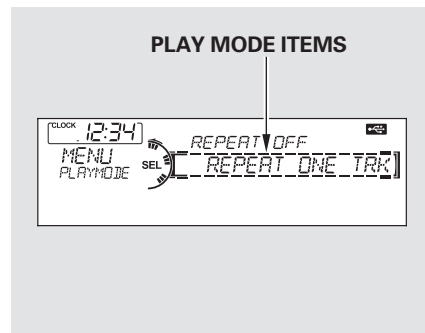 PLAY MODE ITEMS
CLOCK 12:34
REPEAT OFF
MENU
PLAYMODE
SEL
REPEAT ONE TRK